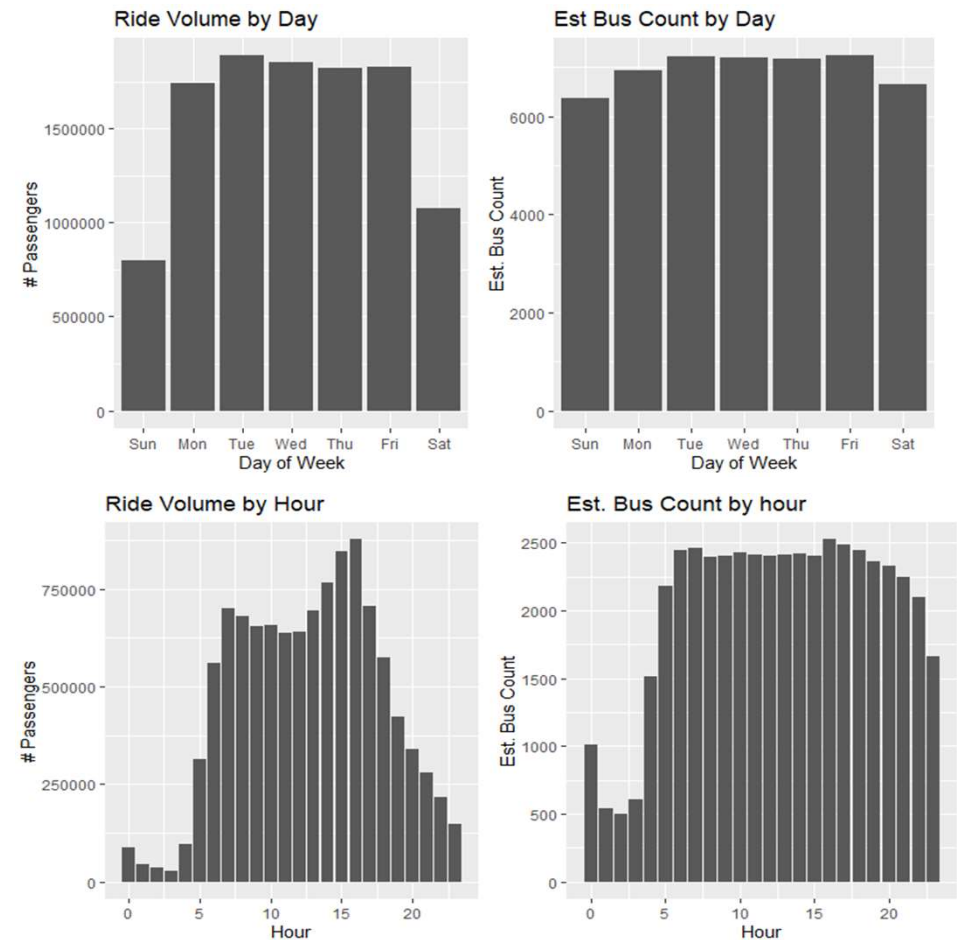 Ride Volume by Day
# Passengers
1500000
1000000
500000
0
Sun Mon Tue Wed Thu Fri Sat
Day of Week
Est Bus Count by Day
Est. Bus Count
6000
4000
2000
0
Sun Mon Tue Wed Thu Fri Sat
Day of Week
Ride Volume by Hour
# Passengers
750000
500000
250000
0
0 5 10 15 20
Hour
Est. Bus Count by hour
Est. Bus Count
2500
2000
1500
1000
500
0
0 5 10 15 20
Hour